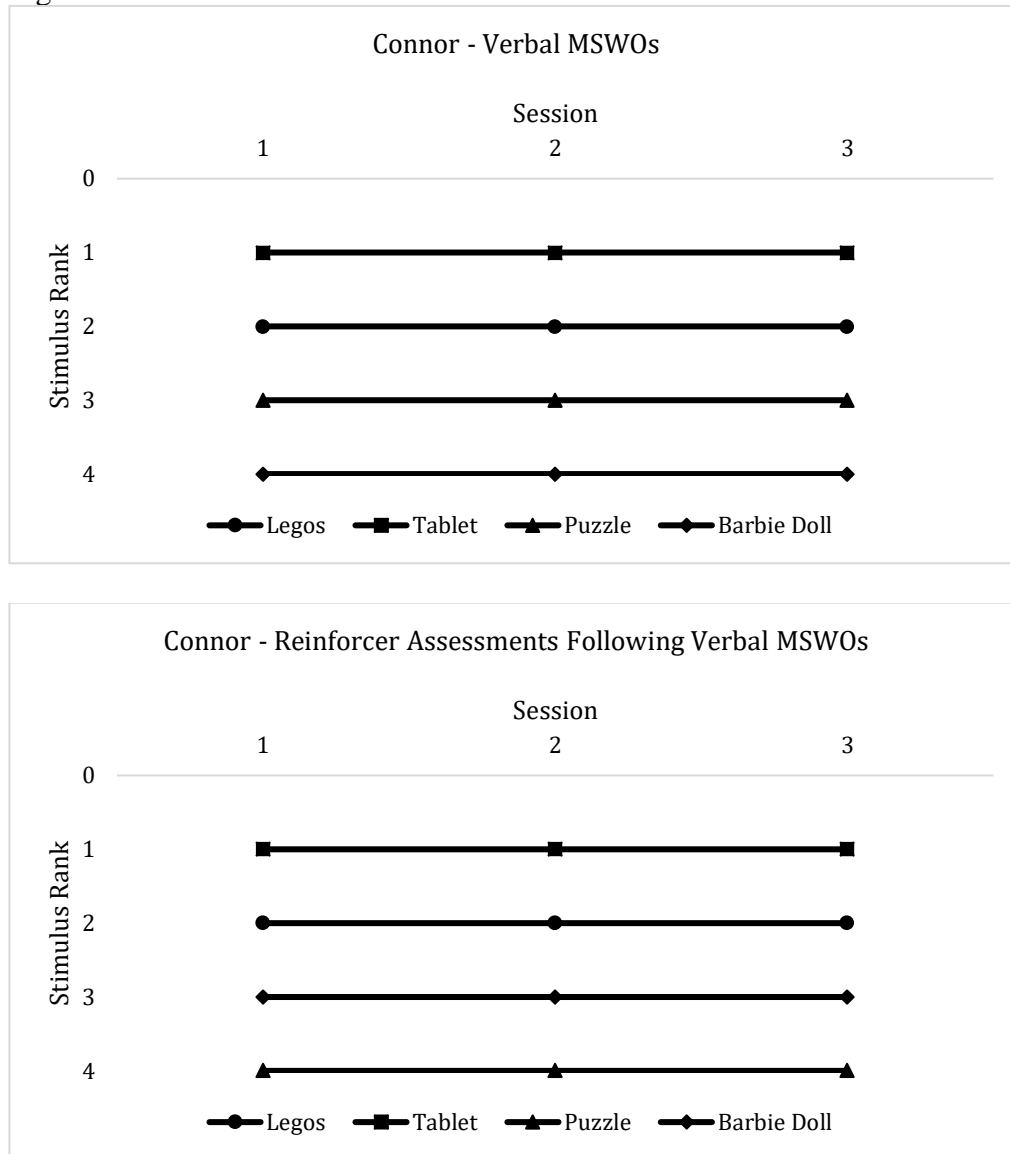 Connor - Verbal MSWOs
Session
1 2 3
0
1
2
3
4
Stimulus Rank
Legos Tablet Puzzle Barbie Doll
Connor - Reinforcer Assessments Following Verbal MSWOs
Session
1 2 3
0
1
2
3
4
Stimulus Rank
Legos Tablet Puzzle Barbie Doll